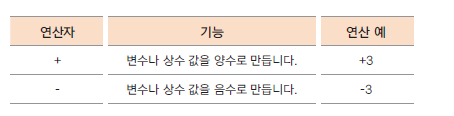 연산자 기능 연산 예
+ 변수나 상수 값을 양수로 만듭니다. +3
- 변수나 상수 값을 음수로 만듭니다. -3